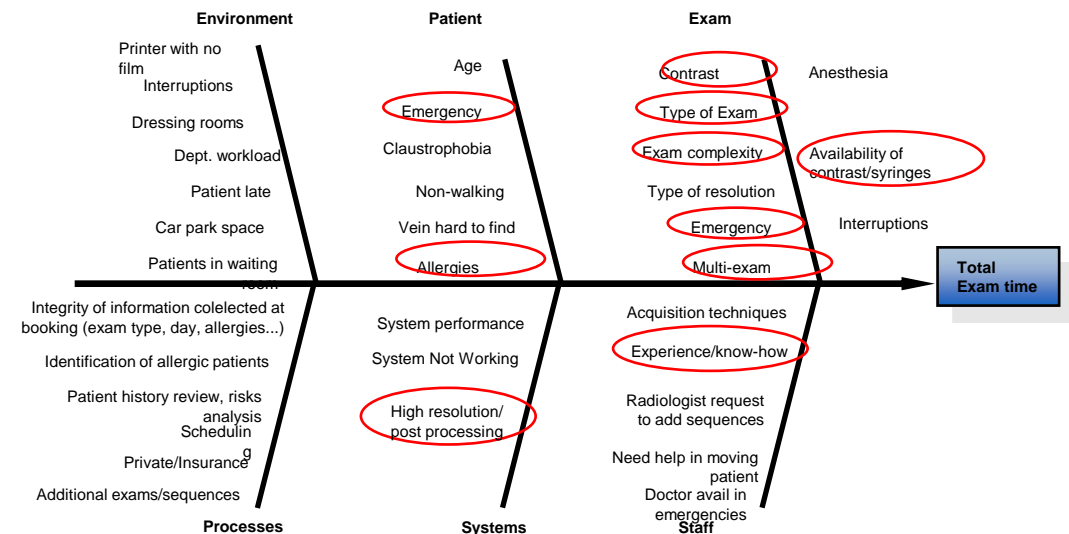 Environment
Patient
Exam
Printer with no
film
Interruptions
Dressing rooms
Dept. workload
Patient late
Car park space
Patients in waiting
room
Age
Emergency
Claustrophobia
Non-walking
Vein hard to find
Allergies
Contrast
Type of Exam
Exam complexity
Type of resolution
Emergency
Multi-exam
Anesthesia
Availability of
contrast/syringes
Interruptions
Total
Exam time
Integrity of information colelected at
booking (exam type, day, allergies...)
Identification of allergic patients
Patient history review, risks
analysis
Schedulin
g
Private/Insurance
Additional exams/sequences
System performance
System Not Working
High resolution/
post processing
Acquisition techniques
Experience/know-how
Radiologist request
to add sequences
Need help in moving
patient
Doctor avail in
emergencies
Processes
Systems
Staff